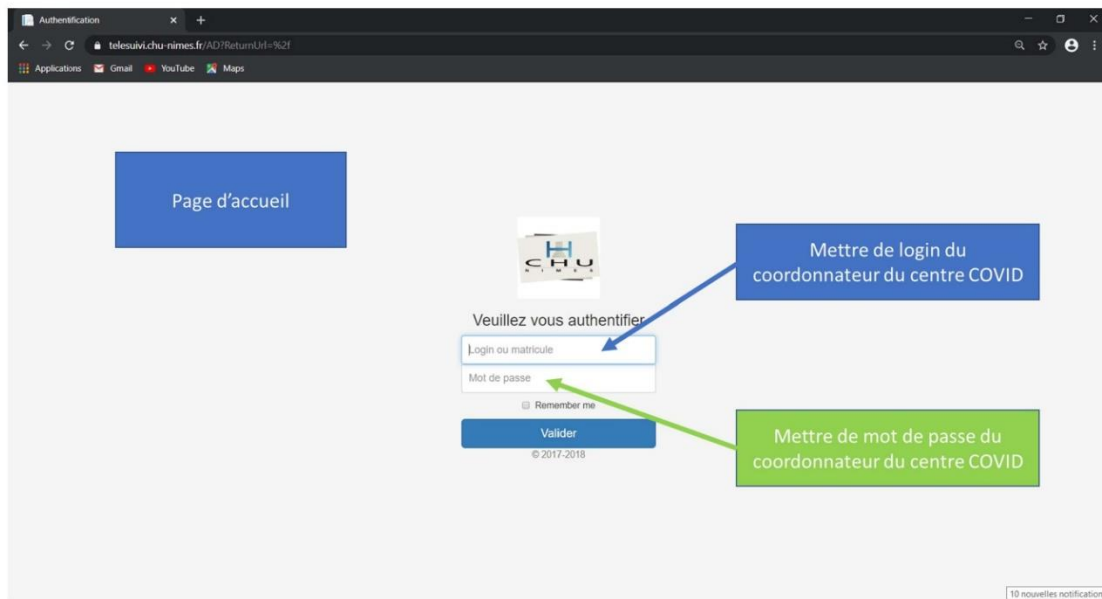 Authentification
telesuivi.chu-nimes.fr/AD?ReturnUrl=%2f
Applications Gmail YouTube Maps
Page d'accueil
CHU
NIMES
Mettre de login du
coordonnateur du centre COVID
Veuillez vous authentifier
Login ou matricule
Mot de passe
Remember me
Valider
© 2017-2018
Mettre de mot de passe du
coordonnateur du centre COVID
10 nouvelles notification